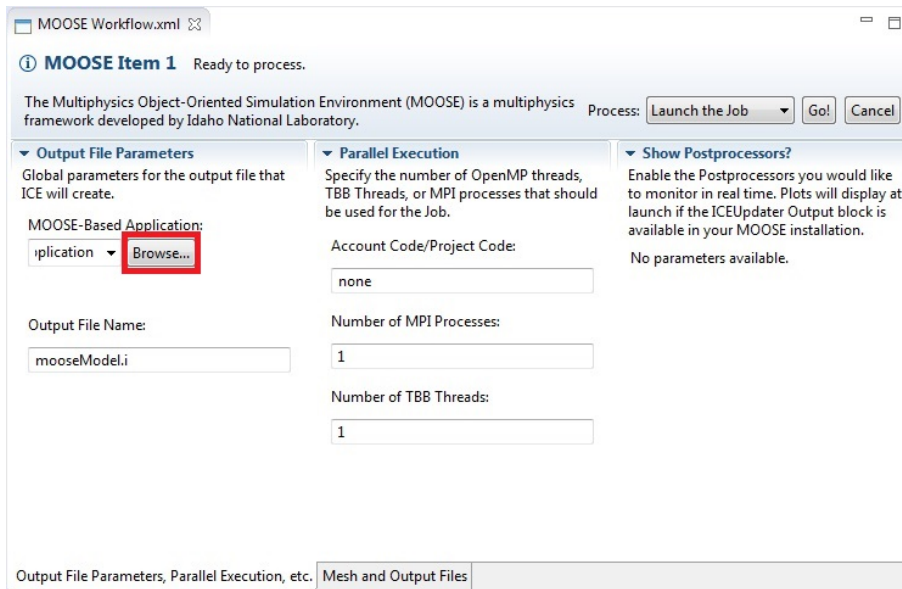 MOOSE Workflow.xml
MOOSE Item 1 Ready to process.
The Multiphysics Object-Oriented Simulation Environment (MOOSE) is a multiphysics
framework developed by Idaho National Laboratory.
Process: Launch the Job Go! Cancel
Output File Parameters
Global parameters for the output file that
ICE will create.
MOOSE-Based Application:
plication Browse...
Output File Name:
mooseModel.i
Parallel Execution
Specify the number of OpenMP threads,
TBB Threads, or MPI processes that should
be used for the Job.
Account Code/Project Code:
none
Number of MPI Processes:
1
Number of TBB Threads:
1
Show Postprocessors?
Enable the Postprocessors you would like
to monitor in real time. Plots will display at
launch if the ICEUpdater Output block is
available in your MOOSE installation.
No parameters available.
Output File Parameters, Parallel Execution, etc. Mesh and Output Files